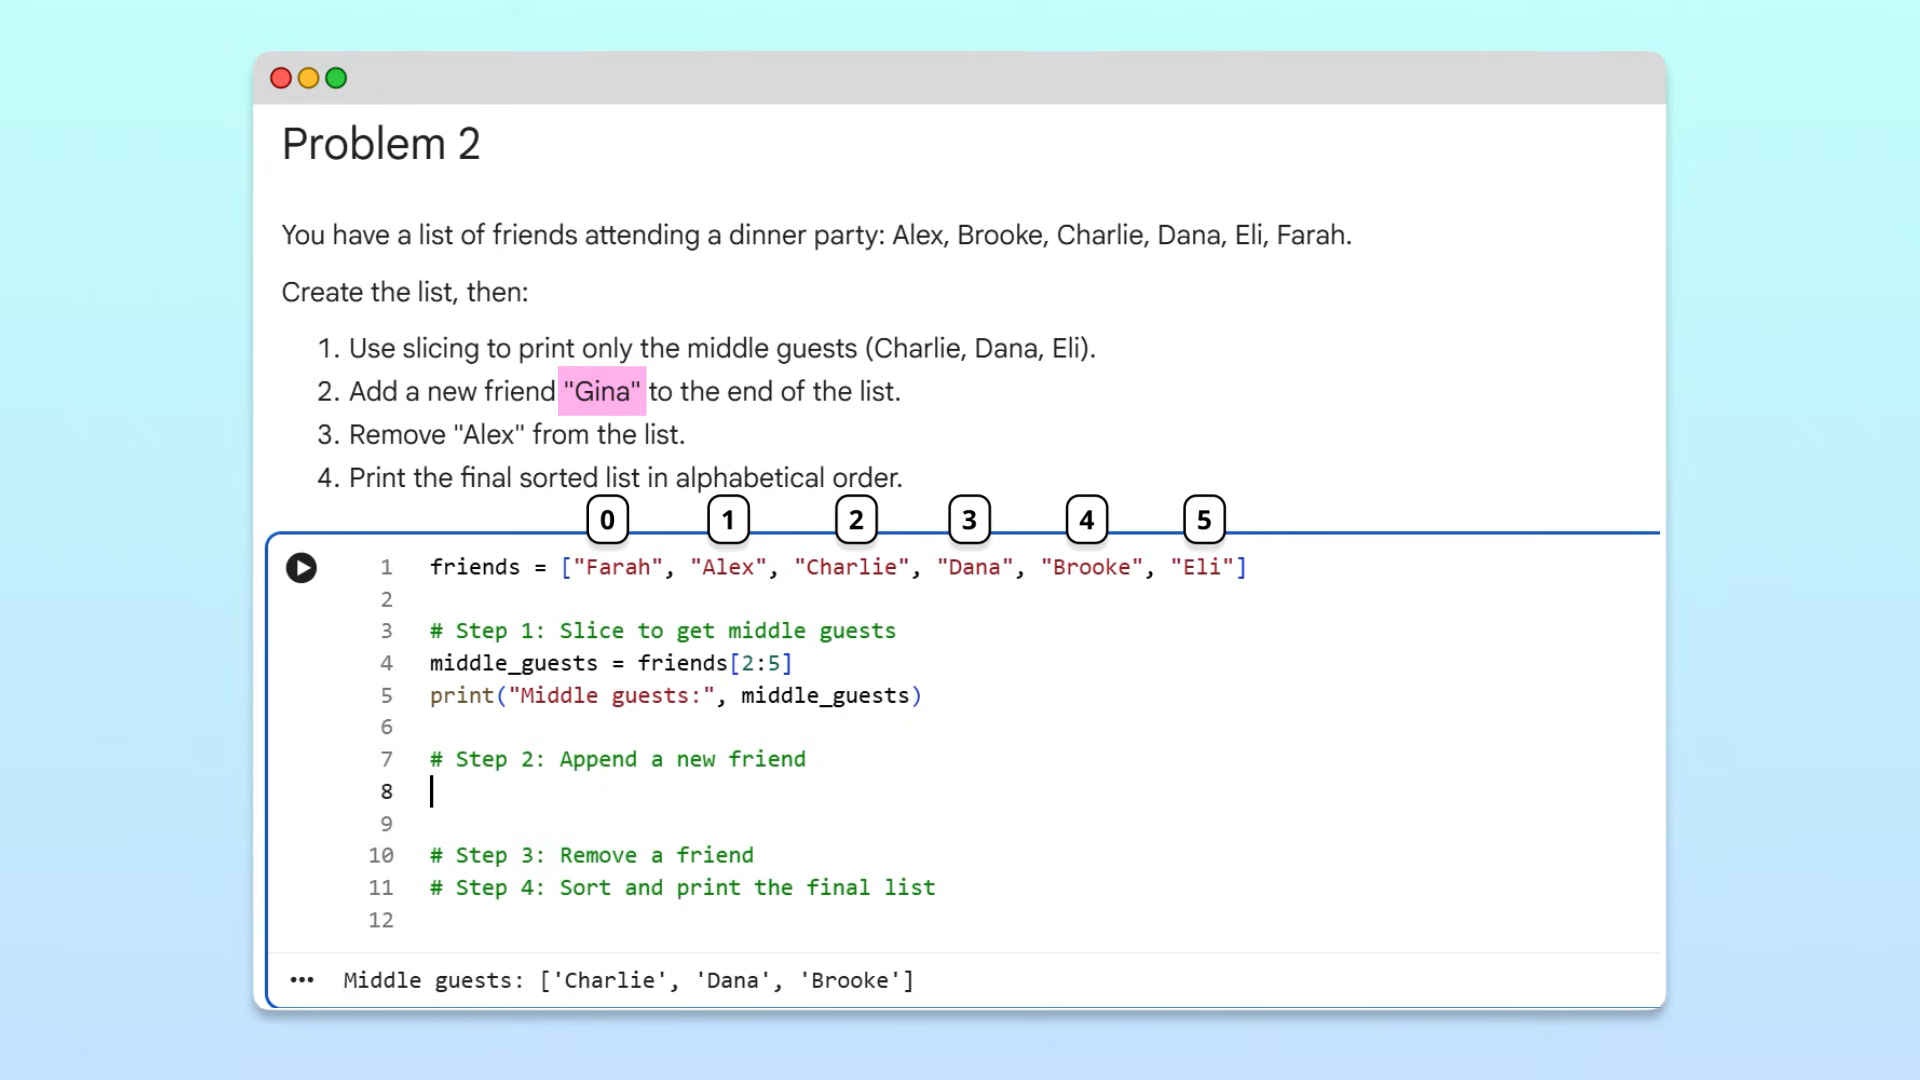 Problem 2
You have a list of friends attending a dinner party: Alex, Brooke, Charlie, Dana, Eli, Farah.
Create the list, then:
1. Use slicing to print only the middle guests (Charlie, Dana, Eli).
2. Add a new friend "Gina" to the end of the list.
3. Remove "Alex" from the list.
4. Print the final sorted list in alphabetical order.
0 1 2 3 4 5
1 friends = ["Farah", "Alex", "Charlie", "Dana", "Brooke", "Eli"]
2
3 # Step 1: Slice to get middle guests
4 middle_guests = friends[2:5]
5 print("Middle guests:", middle_guests)
6
7 # Step 2: Append a new friend
8
9
10 # Step 3: Remove a friend
11 # Step 4: Sort and print the final list
12
••• Middle guests: ['Charlie', 'Dana', 'Brooke']